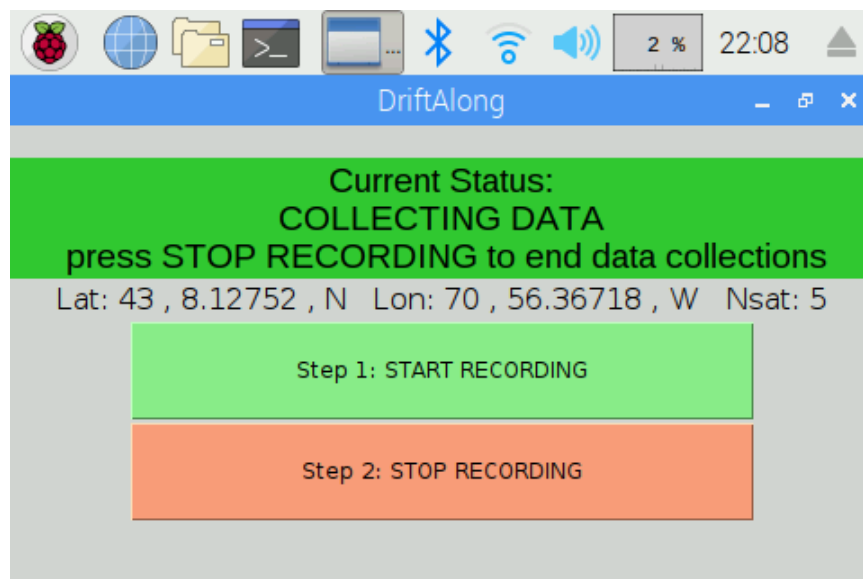 >_ ... 2 % 22:08
DriftAlong
Current Status:
COLLECTING DATA
press STOP RECORDING to end data collections
Lat: 43 , 8.12752 , N Lon: 70 , 56.36718 , W Nsat: 5
Step 1: START RECORDING
Step 2: STOP RECORDING